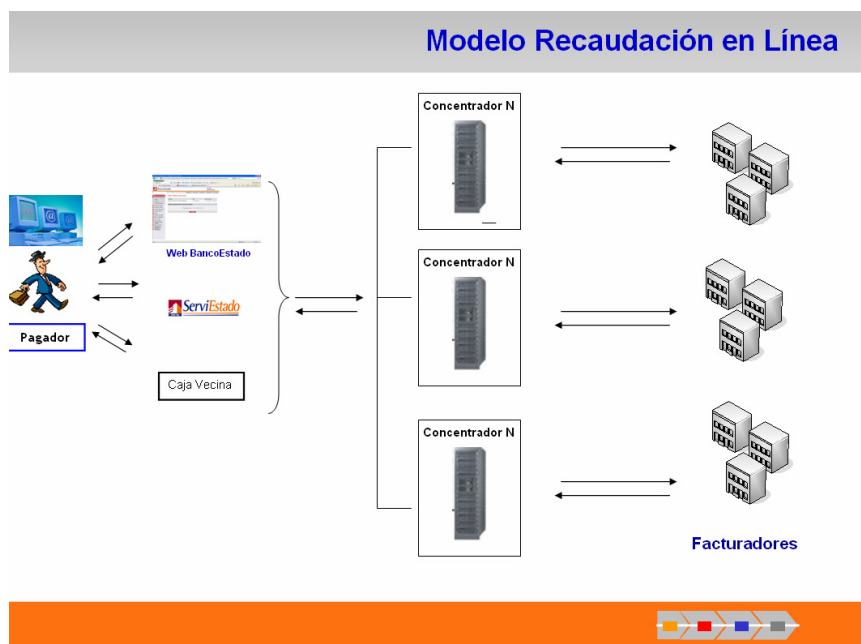 Modelo Recaudación en Línea
Concentrador N
Web BancoEstado
ServiEstado
Pagador
Caja Vecina
Concentrador N
Concentrador N
Facturadores